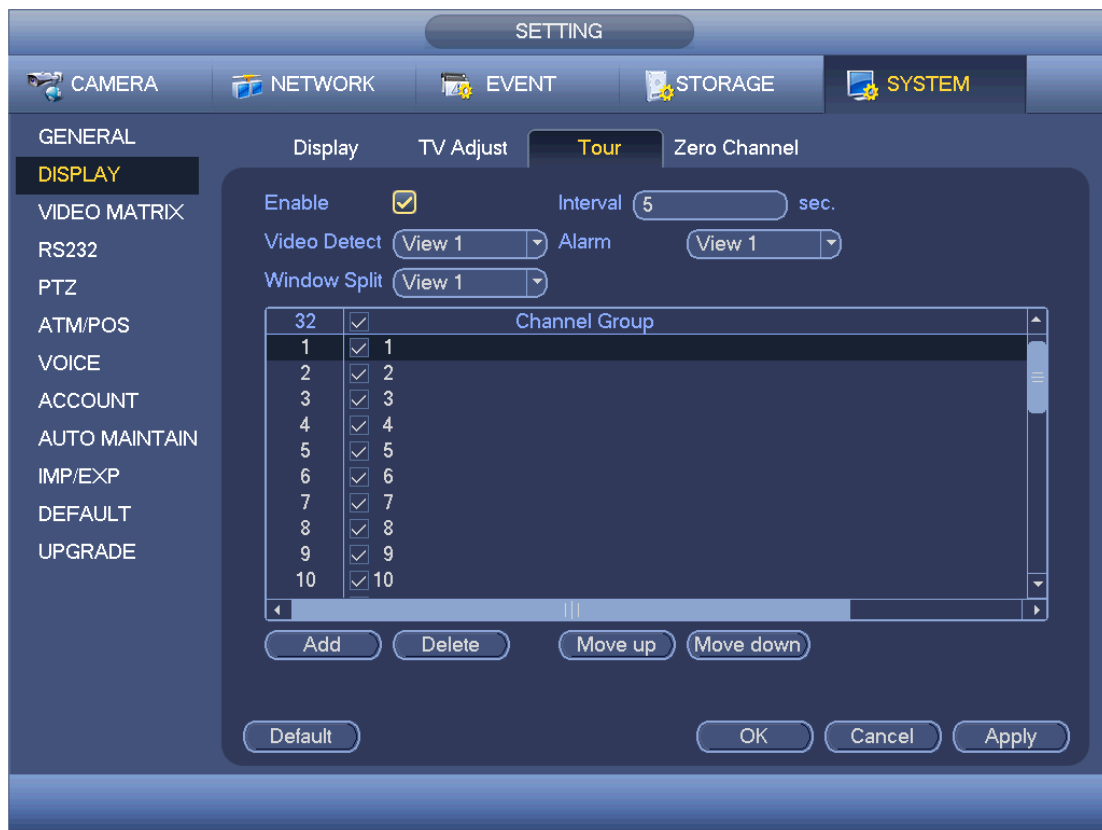 SETTING
CAMERA NETWORK EVENT STORAGE SYSTEM
GENERAL
DISPLAY
VIDEO MATRIX
RS232
PTZ
ATM/POS
VOICE
ACCOUNT
AUTO MAINTAIN
IMP/EXP
DEFAULT
UPGRADE
Display TV Adjust Tour Zero Channel
Enable Interval 5 sec.
Video Detect View 1 Alarm View 1
Window Split View 1
32 Channel Group
1 1
2 2
3 3
4 4
5 5
6 6
7 7
8 8
9 9
10 10
Add Delete Move up Move down
Default OK Cancel Apply